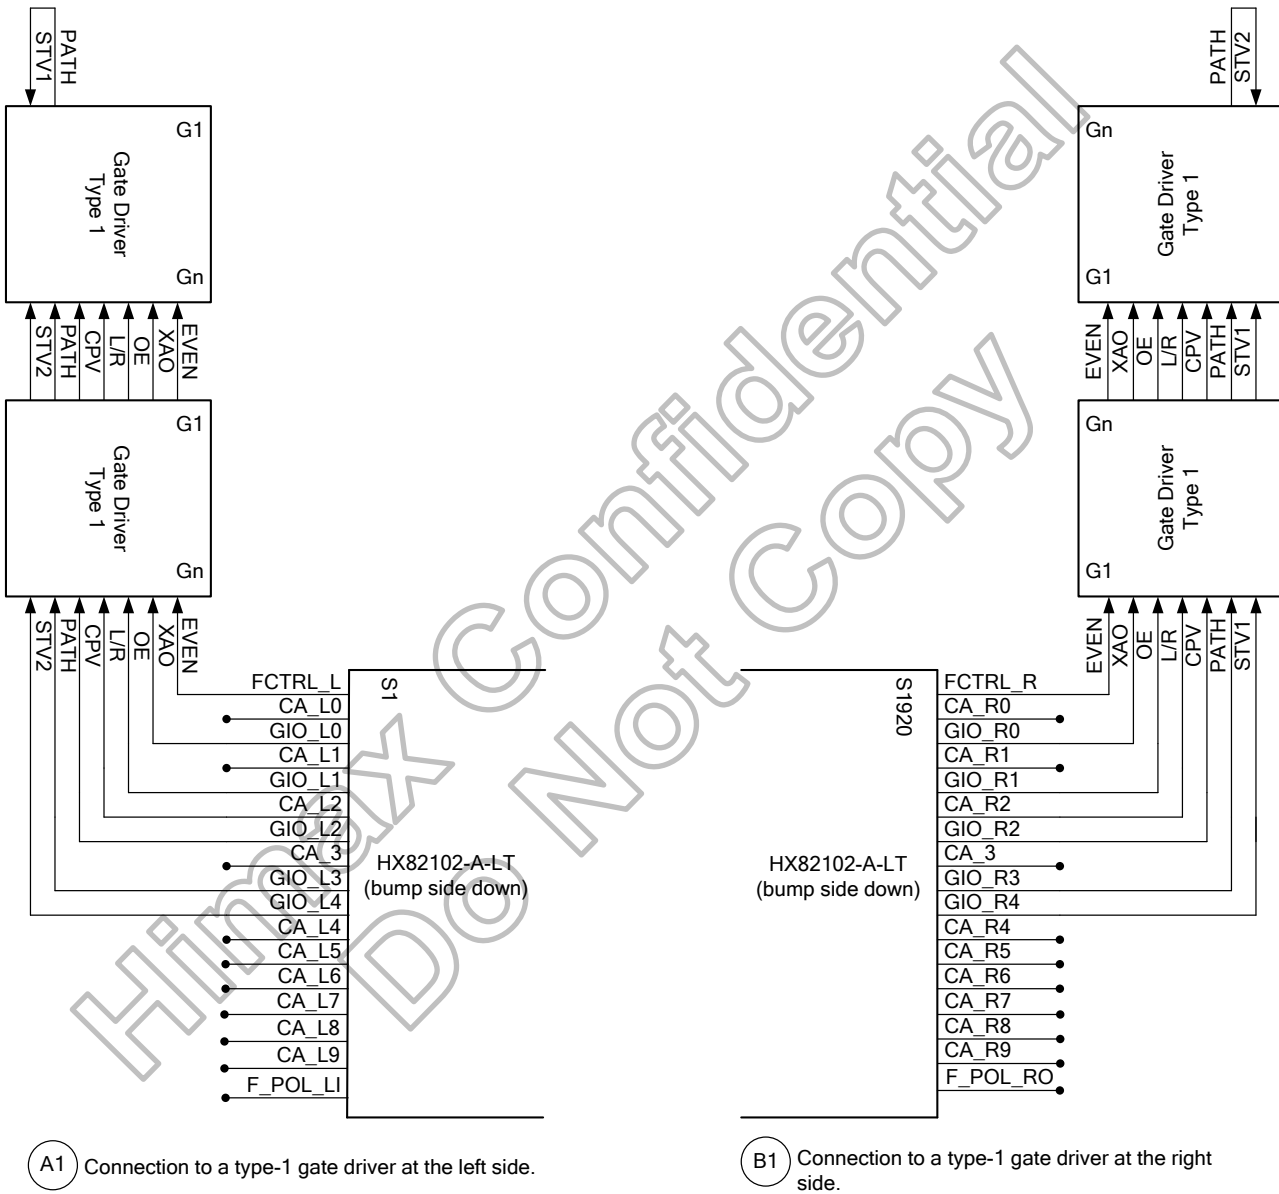 PATH
STV1
G1
Gate Driver
Type 1
Gn
STV2
PATH
CPV
L/R
OE
XAO
EVEN
G1
Gate Driver
Type 1
Gn
STV2
PATH
CPV
L/R
OE
XAO
EVEN
FCTRL_L
CA_L0
GIO_L0
CA_L1
GIO_L1
CA_L2
GIO_L2
CA_3
GIO_L3
GIO_L4
CA_L4
CA_L5
CA_L6
CA_L7
CA_L8
CA_L9
F_POL_LI
S1
HX82102-A-LT
(bump side down)
A1
Connection to a type-1 gate driver at the left side.
PATH
STV2
Gn
Gate Driver
Type 1
G1
EVEN
XAO
OE
L/R
CPV
PATH
STV1
Gn
Gate Driver
Type 1
G1
EVEN
XAO
OE
L/R
CPV
PATH
STV1
S1920
HX82102-A-LT
(bump side down)
FCTRL_R
CA_R0
GIO_R0
CA_R1
GIO_R1
CA_R2
GIO_R2
CA_3
GIO_R3
GIO_R4
CA_R4
CA_R5
CA_R6
CA_R7
CA_R8
CA_R9
F_POL_RO
B1
Connection to a type-1 gate driver at the right
side.
Himax Confidential
Do Not Copy